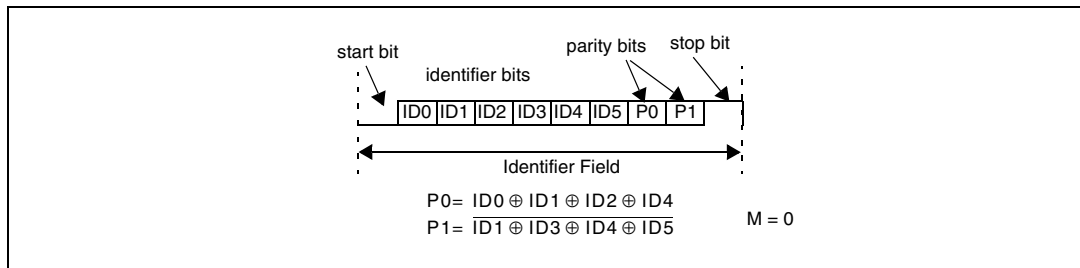 start bit
parity bits
stop bit
identifier bits
ID0 ID1 ID2 ID3 ID4 ID5 P0 P1
Identifier Field
P0= ID0 ⊕ ID1 ⊕ ID2 ⊕ ID4
P1= ID1 ⊕ ID3 ⊕ ID4 ⊕ ID5
M = 0